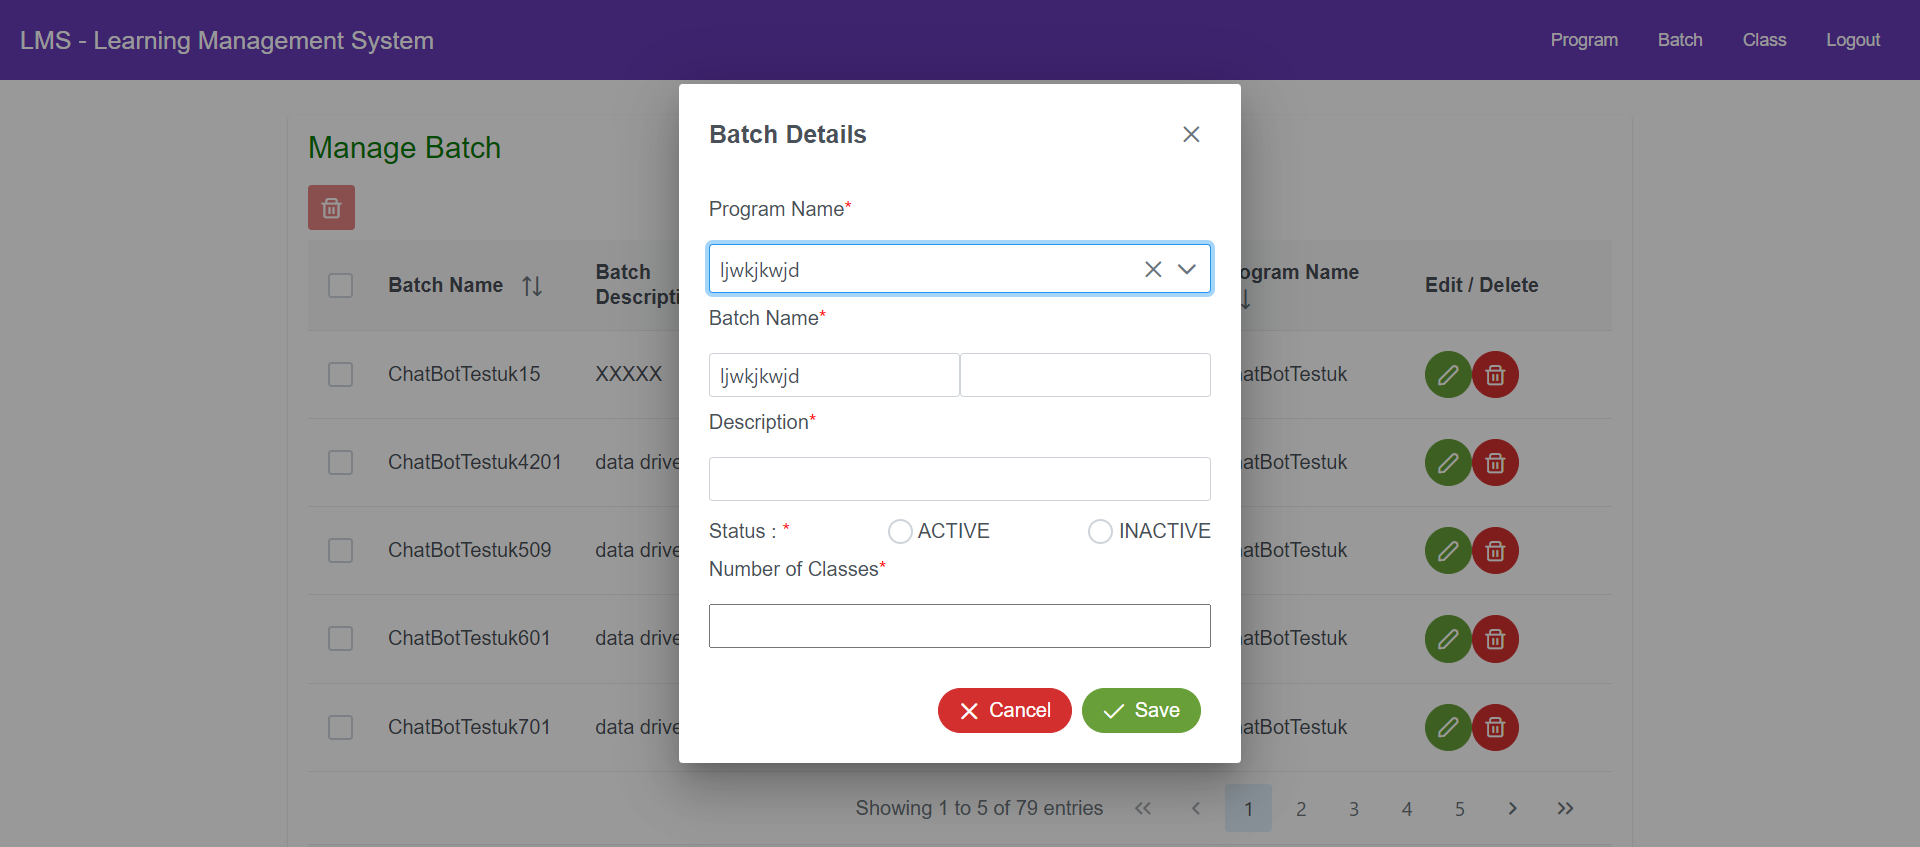 LMS - Learning Management System
Program Batch Class Logout
Manage Batch
Batch Name Batch Descripti ogram Name Edit / Delete
ChatBotTestuk15 XXXXX atBotTestuk
ChatBotTestuk4201 data drive atBotTestuk
ChatBotTestuk509 data drive atBotTestuk
ChatBotTestuk601 data drive atBotTestuk
ChatBotTestuk701 data drive atBotTestuk
Showing 1 to 5 of 79 entries << < 1 2 3 4 5 > >>
Batch Details
Program Name*
ljwkjkwjd
Batch Name*
ljwkjkwjd
Description*
Status : * ACTIVE INACTIVE
Number of Classes*
Cancel Save